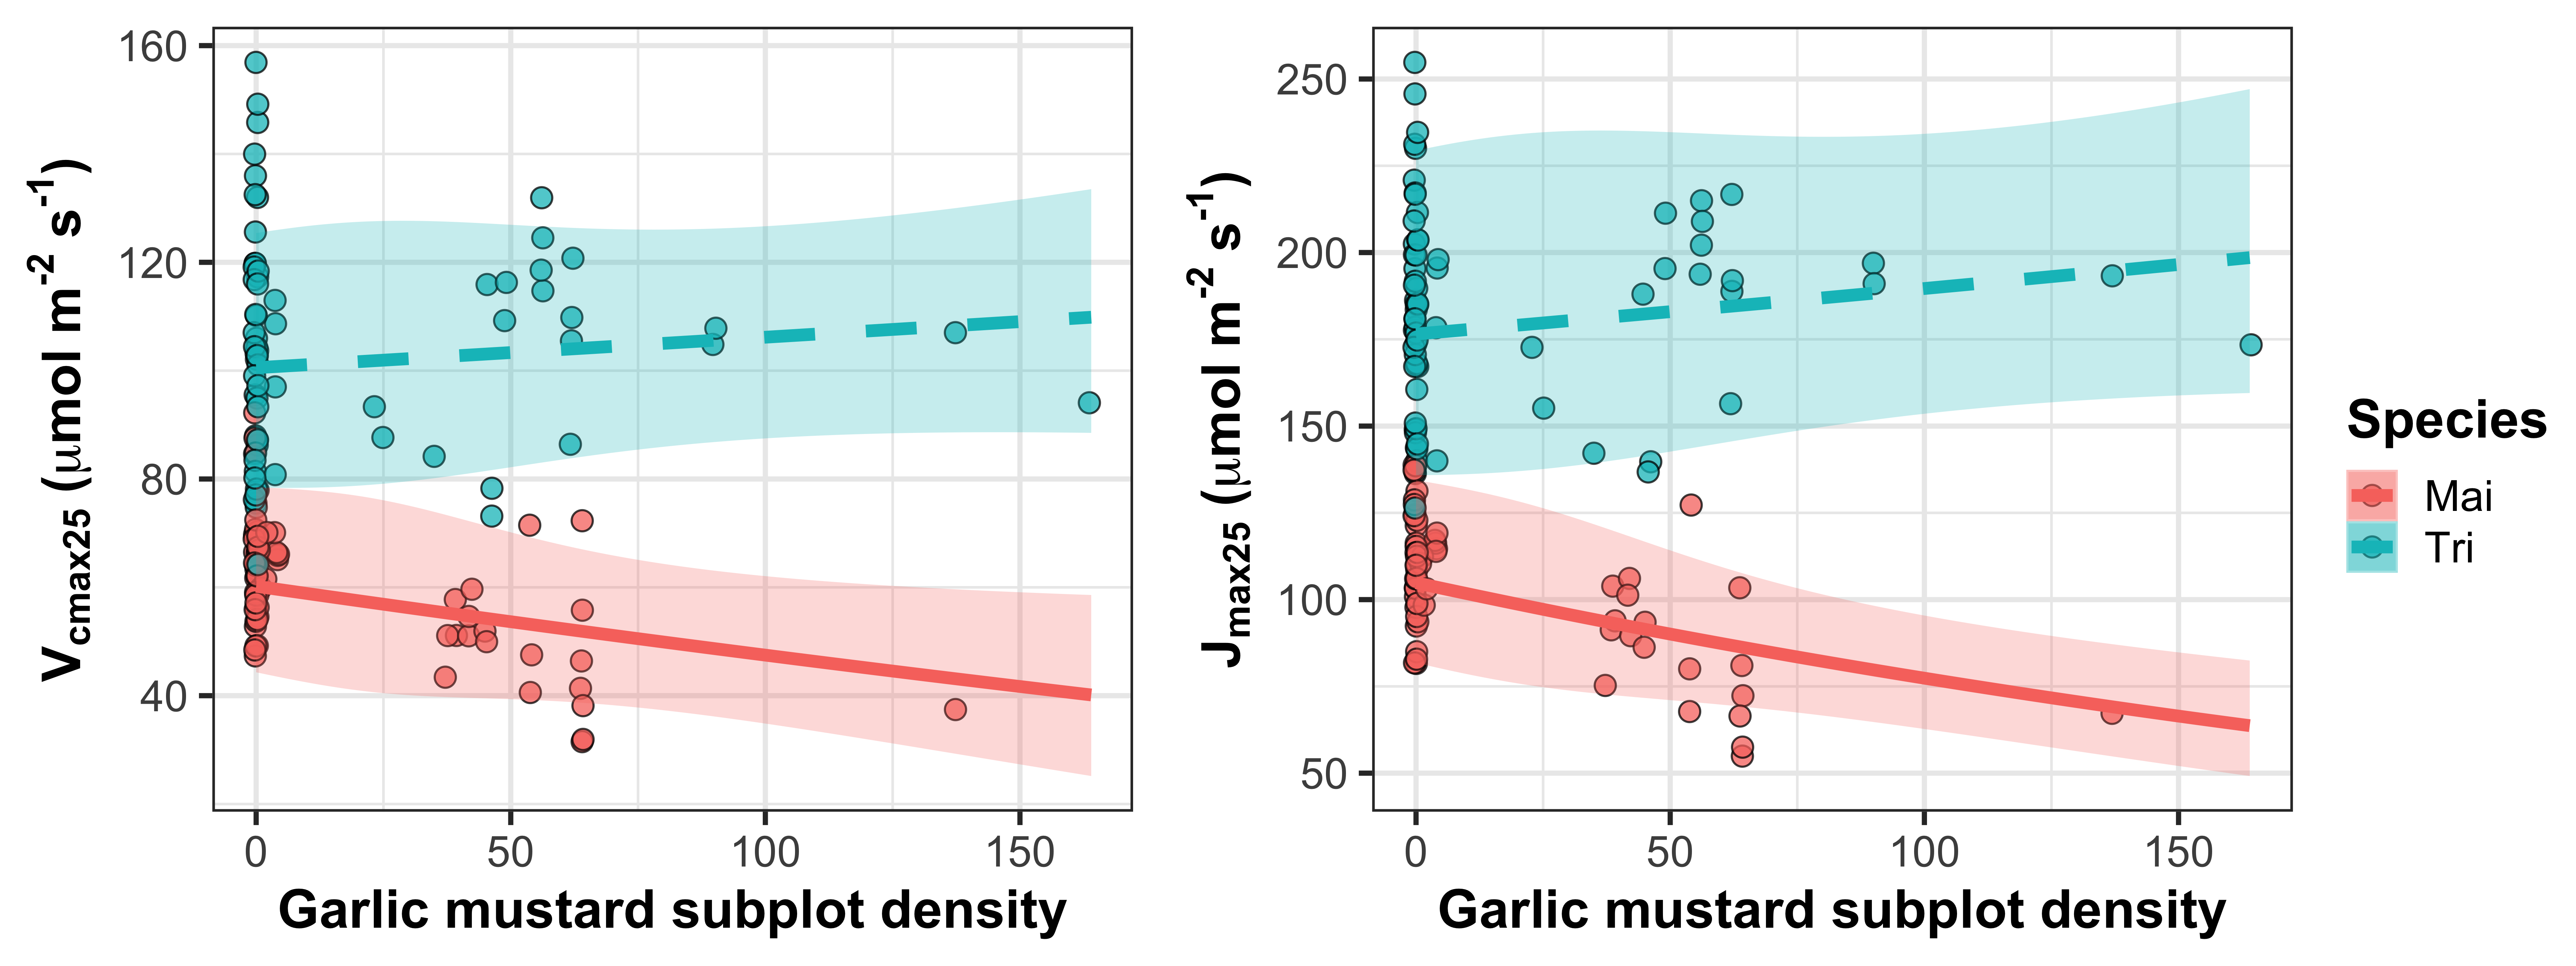 160
120
80
40
0 50 100 150
Garlic mustard subplot density
Vcmax25 (μmol m-2 s-1)
250
200
150
100
50
0 50 100 150
Garlic mustard subplot density
Jmax25 (μmol m-2 s-1)
Species
Mai
Tri